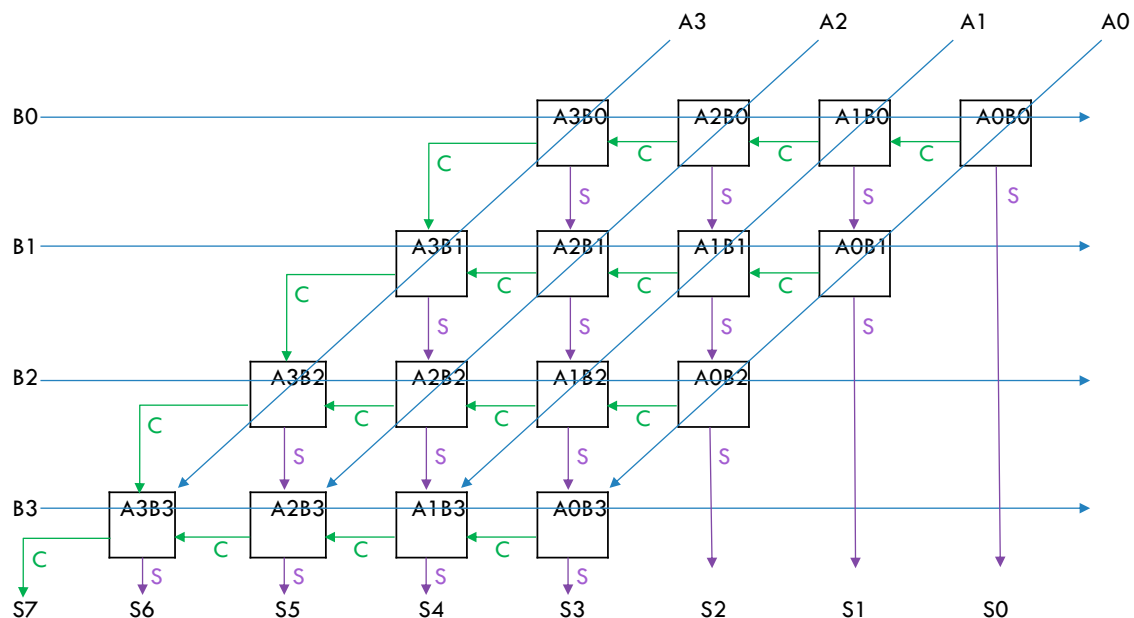 A3 A2 A1 A0
B0 A3B0 A2B0 A1B0 A0B0
C C C C
S S S S
B1 A3B1 A2B1 A1B1 A0B1
C C C C
S S S S
B2 A3B2 A2B2 A1B2 A0B2
C C C C
S S S S
B3 A3B3 A2B3 A1B3 A0B3
C C C C
S S S S
S7 S6 S5 S4 S3 S2 S1 S0